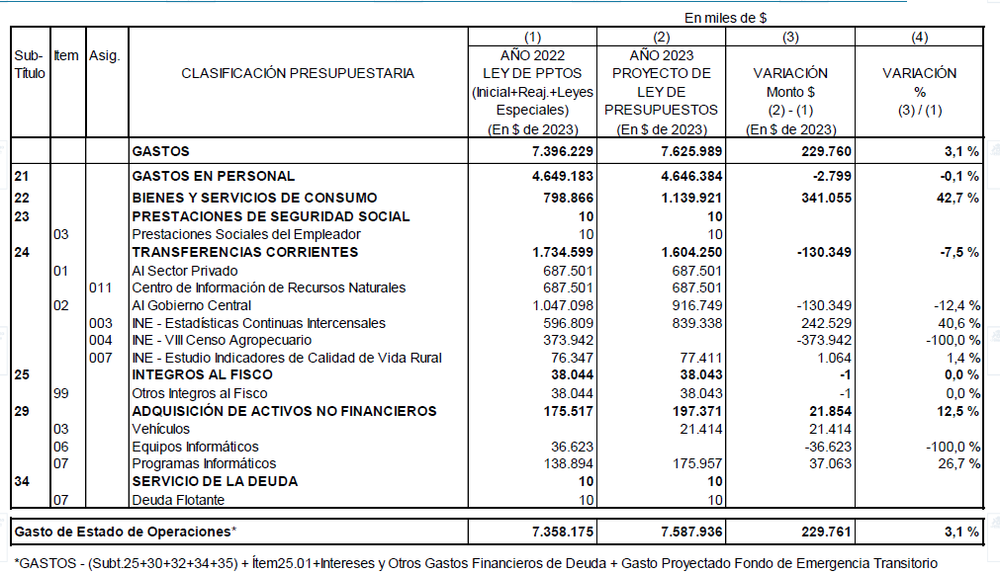 En miles de $
(1) (2) (3) (4)
Sub- Item Asig. AÑO 2022 AÑO 2023
Título CLASIFICACIÓN PRESUPUESTARIA LEY DE PPTOS PROYECTO DE VARIACIÓN VARIACIÓN
(Inicial+Reaj.+Leyes LEY DE Monto $ %
Especiales) PRESUPUESTOS (2) - (1) (3) / (1)
(En $ de 2023) (En $ de 2023) (En $ de 2023)
GASTOS 7.396.229 7.625.989 229.760 3,1 %
21 GASTOS EN PERSONAL 4.649.183 4.646.384 -2.799 -0,1 %
22 BIENES Y SERVICIOS DE CONSUMO 798.866 1.139.921 341.055 42,7 %
23 PRESTACIONES DE SEGURIDAD SOCIAL 10 10
03 Prestaciones Sociales del Empleador 10 10
24 TRANSFERENCIAS CORRIENTES 1.734.599 1.604.250 -130.349 -7,5 %
01 Al Sector Privado 687.501 687.501
011 Centro de Información de Recursos Naturales 687.501 687.501
02 Al Gobierno Central 1.047.098 916.749 -130.349 -12,4 %
003 INE - Estadísticas Continuas Intercensales 596.809 839.338 242.529 40,6 %
004 INE - VIII Censo Agropecuario 373.942 -373.942 -100,0 %
007 INE - Estudio Indicadores de Calidad de Vida Rural 76.347 77.411 1.064 1,4 %
25 INTEGROS AL FISCO 38.044 38.043 -1 0,0 %
99 Otros Integros al Fisco 38.044 38.043 -1 0,0 %
29 ADQUISICIÓN DE ACTIVOS NO FINANCIEROS 175.517 197.371 21.854 12,5 %
03 Vehículos 21.414 21.414
06 Equipos Informáticos 36.623 -36.623 -100,0 %
07 Programas Informáticos 138.894 175.957 37.063 26,7 %
34 SERVICIO DE LA DEUDA 10 10
07 Deuda Flotante 10 10
Gasto de Estado de Operaciones* 7.358.175 7.587.936 229.761 3,1 %
*GASTOS - (Subt.25+30+32+34+35) + Ítem25.01+Intereses y Otros Gastos Financieros de Deuda + Gasto Proyectado Fondo de Emergencia Transitorio